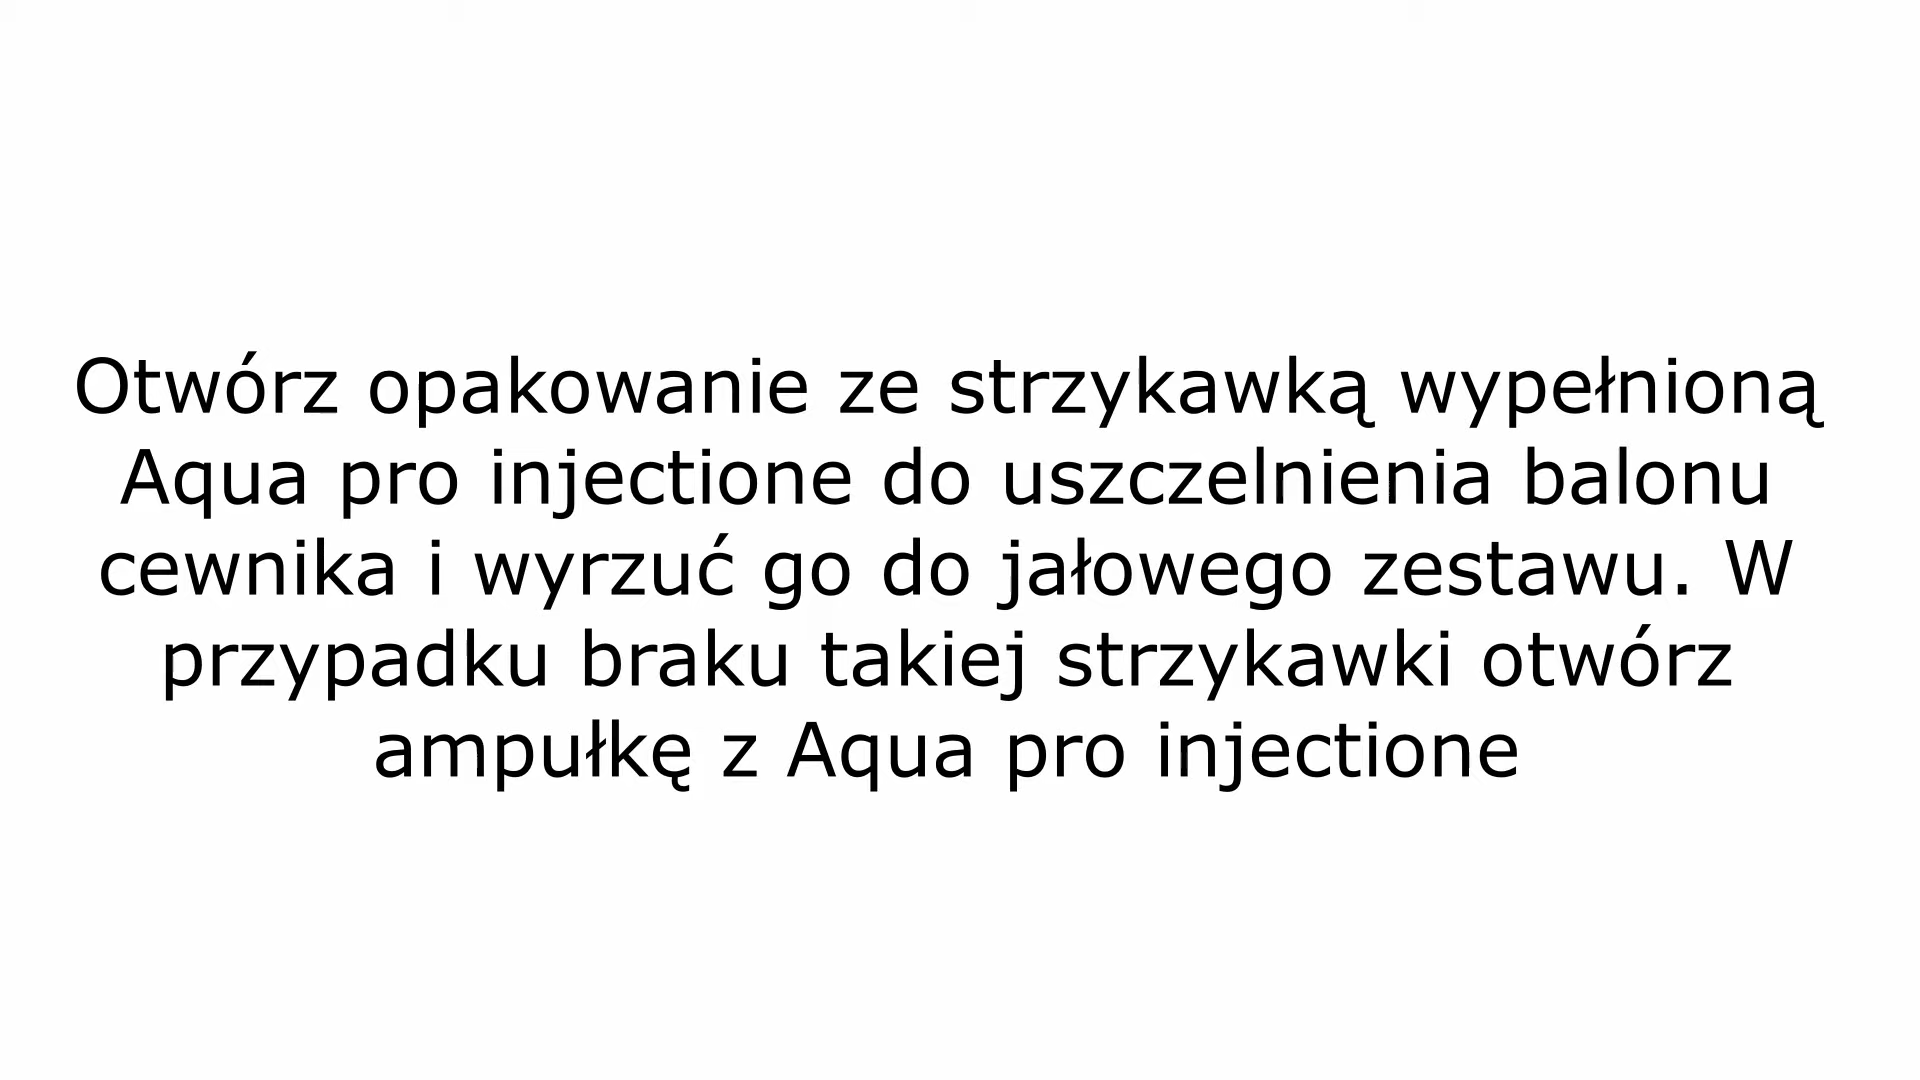 Otwórz opakowanie ze strzykawką wypełnioną
Aqua pro injectione do uszczelnienia balonu
cewnika i wyrzuć go do jałowego zestawu. W
przypadku braku takiej strzykawki otwórz
ampułkę z Aqua pro injectione